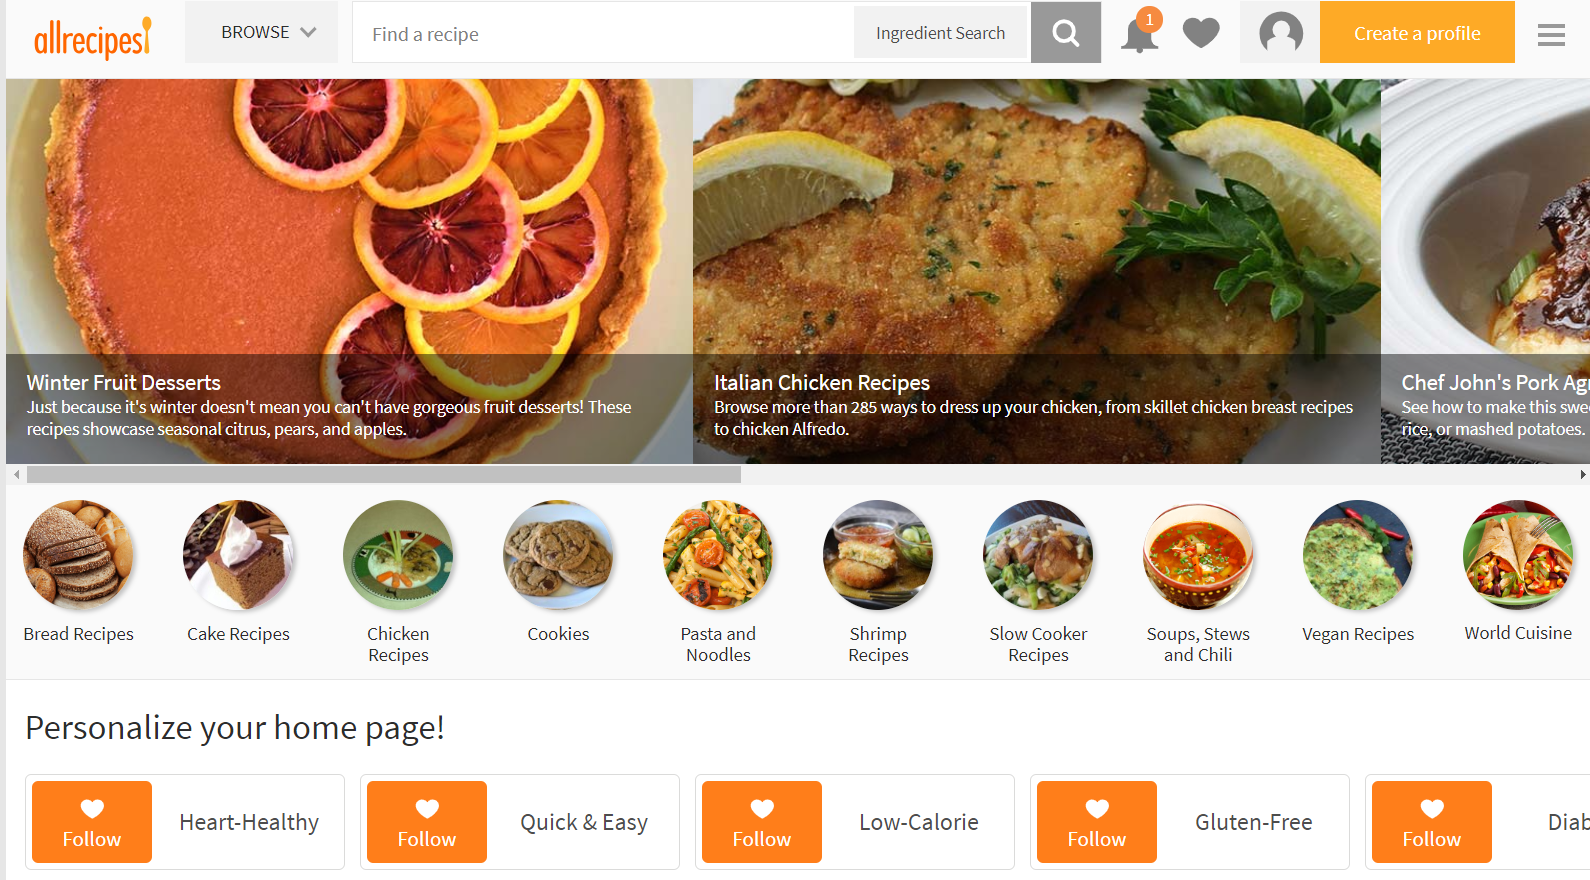 allrecipes
BROWSE
Find a recipe
Ingredient Search
1
Create a profile
Winter Fruit Desserts
Just because it's winter doesn't mean you can't have gorgeous fruit desserts! These
recipes showcase seasonal citrus, pears, and apples.
Italian Chicken Recipes
Browse more than 285 ways to dress up your chicken, from skillet chicken breast recipes
to chicken Alfredo.
Chef John's Pork Ag
See how to make this swe
rice, or mashed potatoes.
Bread Recipes
Cake Recipes
Chicken
Recipes
Cookies
Pasta and
Noodles
Shrimp
Recipes
Slow Cooker
Recipes
Soups, Stews
and Chili
Vegan Recipes
World Cuisine
Personalize your home page!
Follow
Heart-Healthy
Follow
Quick & Easy
Follow
Low-Calorie
Follow
Gluten-Free
Follow
Diab